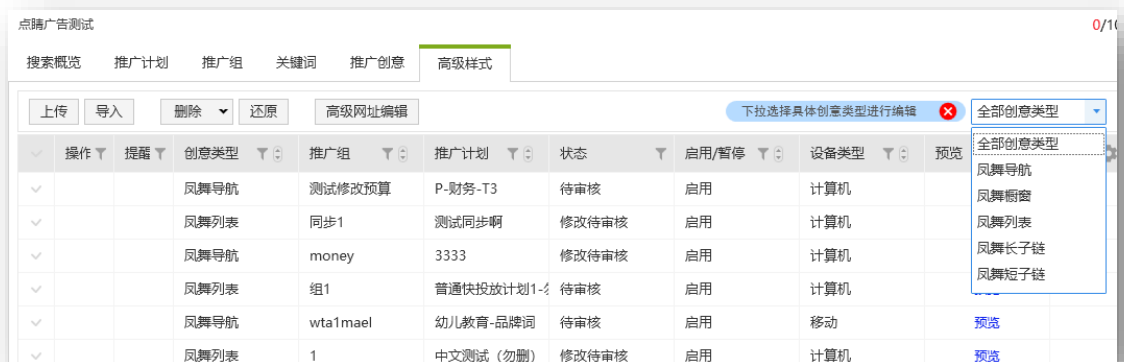 点睛广告测试 0/10
搜索概览 推广计划 推广组 关键词 推广创意 高级样式
上传 导入 删除 还原 高级网址编辑 下拉选择具体创意类型进行编辑 全部创意类型
操作 提醒 创意类型 推广组 推广计划 状态 启用/暂停 设备类型 预览
全部创意类型
凤舞导航
凤舞橱窗
凤舞列表
凤舞长子链
凤舞短子链
凤舞导航 测试修改预算 P-财务-T3 待审核 启用 计算机
凤舞列表 同步1 测试同步啊 修改待审核 启用 计算机
凤舞导航 money 3333 修改待审核 启用 计算机
凤舞列表 组1 普通快投放计划1- 待审核 启用 计算机
凤舞导航 wta1mael 幼儿教育-品牌词 待审核 启用 移动 预览
凤舞列表 1 中文测试（勿删） 修改待审核 启用 计算机 预览